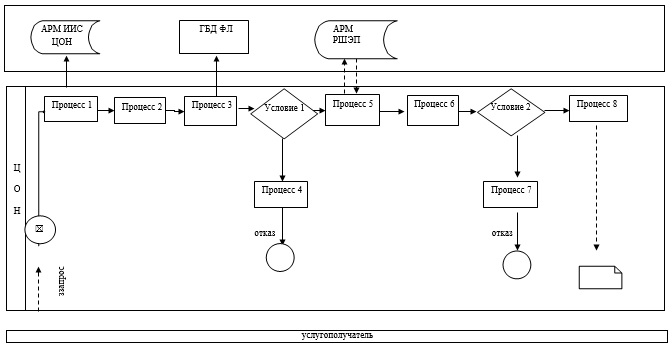 АРМ ИИС
ЦОН
ГБД ФЛ
АРМ
РШЭП
Процесс 1
Процесс 2
Процесс 3
Условие 1
Процесс 5
Процесс 6
Условие 2
Процесс 8
Ц
О
Н
Процесс 4
Процесс 7
отказ
отказ
ззапрос
услугополучатель